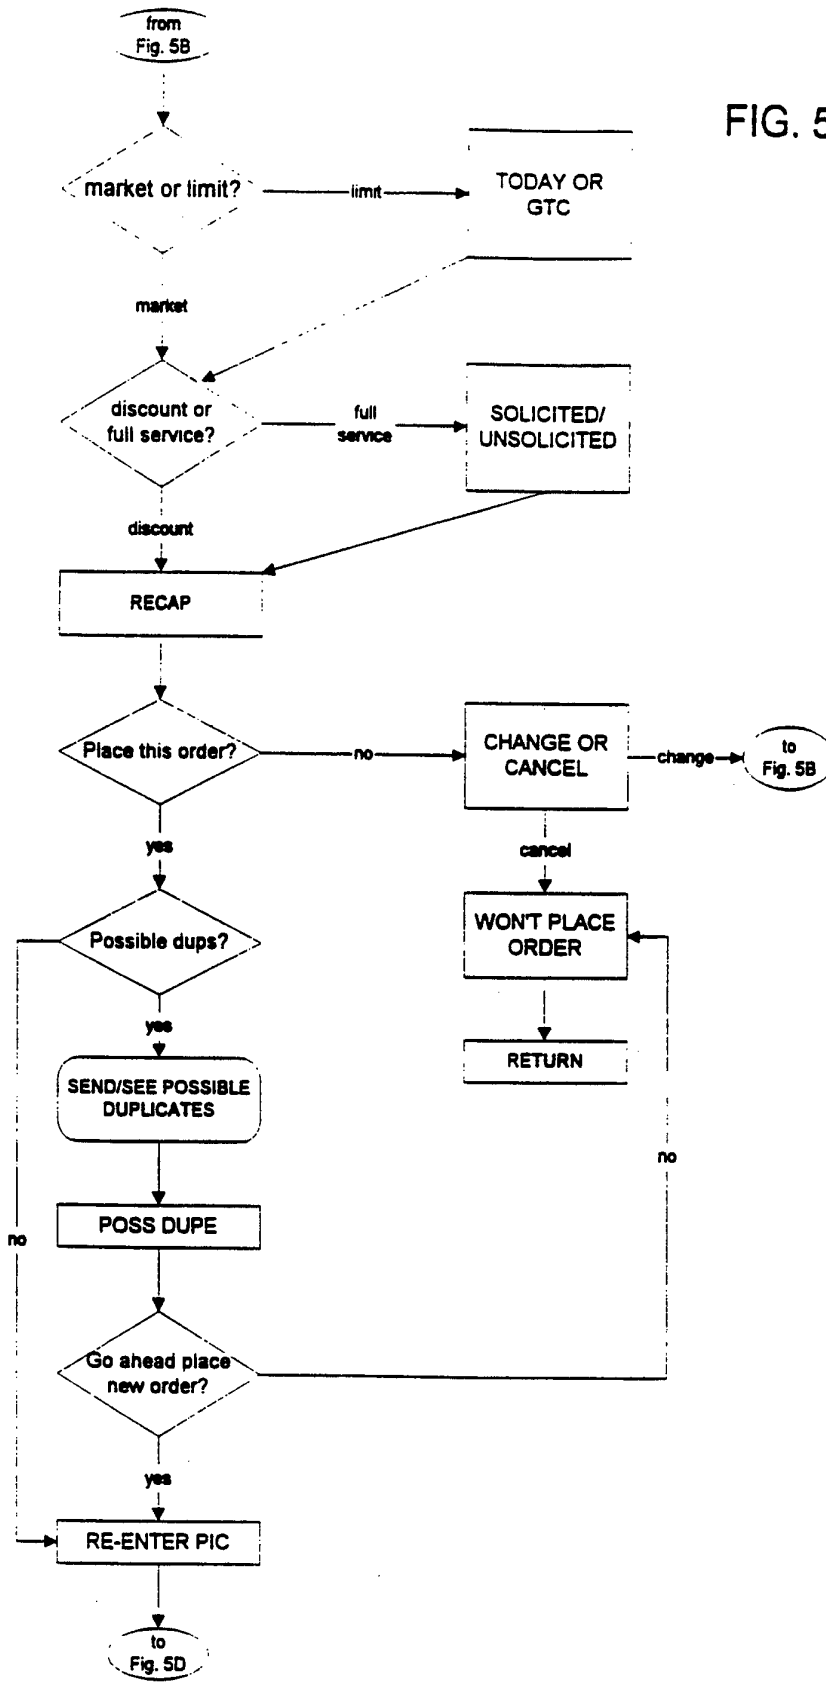 from
Fig. 5B
FIG. 5
market or limit?
limit
TODAY OR
GTC
market
discount or
full service?
full
service
SOLICITED/
UNSOLICITED
discount
RECAP
Place this order?
no
CHANGE OR
CANCEL
change
to
Fig. 5B
yes
cancel
Possible dups?
WON'T PLACE
ORDER
yes
RETURN
SEND/SEE POSSIBLE
DUPLICATES
no
POSS DUPE
no
Go ahead place
new order?
yes
RE-ENTER PIC
to
Fig. 5D